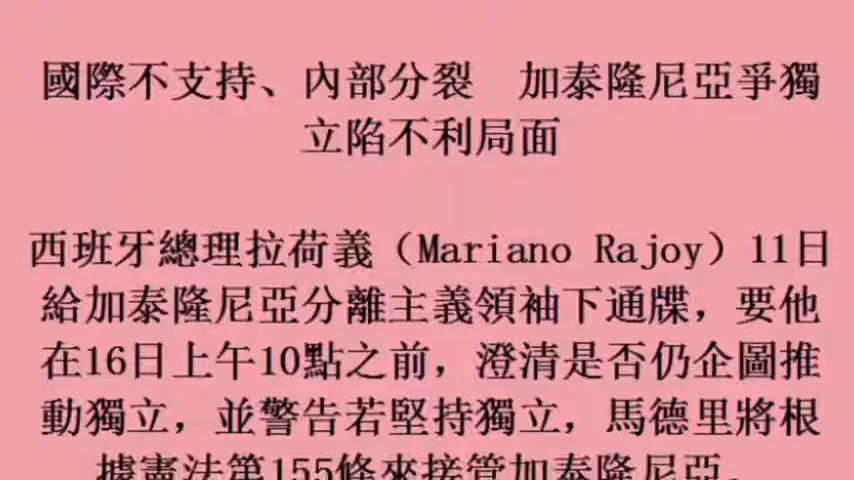 國際不支持、內部分裂　加泰隆尼亞爭獨
立陷不利局面
西班牙總理拉荷義（Mariano Rajoy）11日
給加泰隆尼亞分離主義領袖下通牒，要他
在16日上午10點之前，澄清是否仍企圖推
動獨立，並警告若堅持獨立，馬德里將根
據憲法第155條來接管加泰隆尼亞。